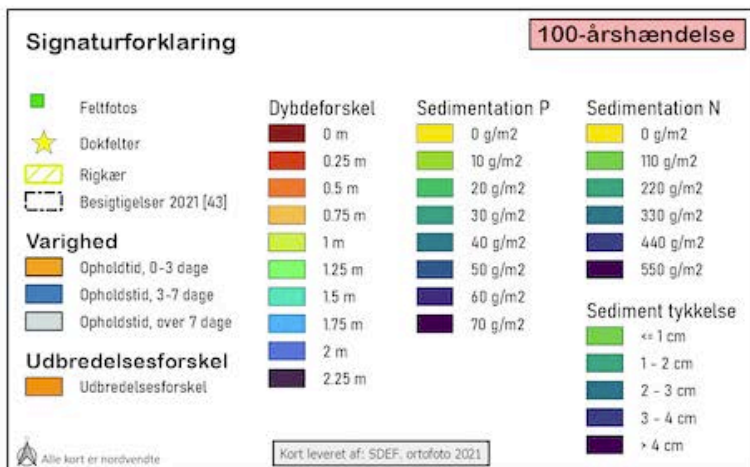 Signaturforklaring
100-årshændelse
Feltfotos
Dokfelter
Rigkær
Besigtigelser 2021 [43]
Varighed
Opholdtid, 0-3 dage
Opholdstid, 3-7 dage
Opholdstid, over 7 dage
Udbredelsesforskel
Udbredelsesforskel
Dybdeforskel
0 m
0.25 m
0.5 m
0.75 m
1 m
1.25 m
1.5 m
1.75 m
2 m
2.25 m
Sedimentation P
0 g/m2
10 g/m2
20 g/m2
30 g/m2
40 g/m2
50 g/m2
60 g/m2
70 g/m2
Sedimentation N
0 g/m2
110 g/m2
220 g/m2
330 g/m2
440 g/m2
550 g/m2
Sediment tykkelse
<= 1 cm
1 - 2 cm
2 - 3 cm
3 - 4 cm
> 4 cm
Alle kort er nordvendte
Kort leveret af: SDEF, ortofoto 2021